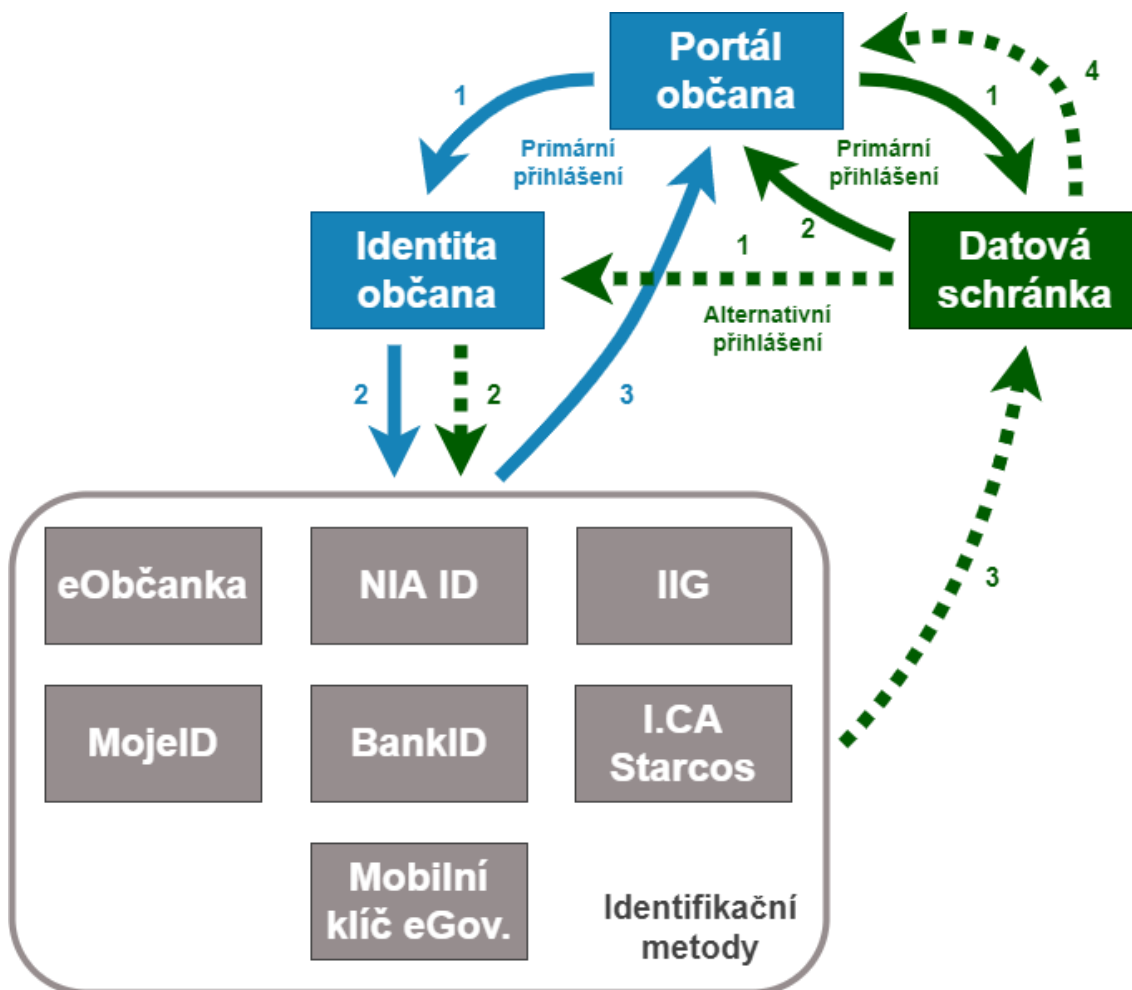 Portál
občana
4
1
1
Primární
přihlášení
Primární
přihlášení
2
Identita
občana
1
Datová
schránka
Alternativní
přihlášení
2
2
3
eObčanka
NIA ID
IIG
3
MojeID
BankID
I.CA
Starcos
Mobilní
klíč eGov.
Identifikační
metody